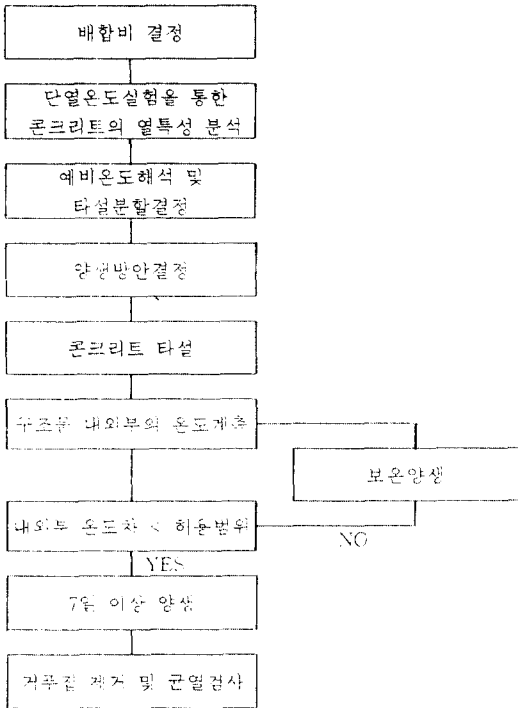 배합비 결정
단열온도실험을 통한
콘크리트의 열특성 분석
예비온도해석 및
타설분할결정
양생방안결정
콘크리트 타설
구조물 내외부의 온도계측
보온양생
내외부 온도차 < 허용범위
NO
YES
7일 이상 양생
거푸집 제거 및 균열검사